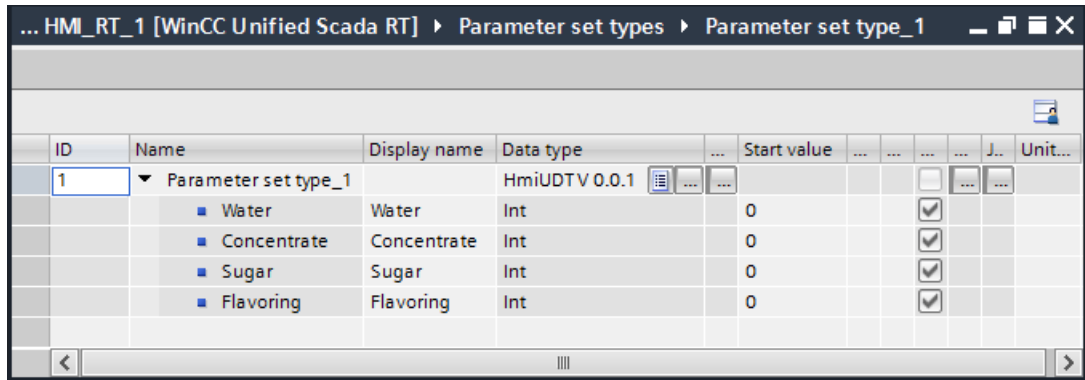 ... HMI_RT_1 [WinCC Unified Scada RT] ▸ Parameter set types ▸ Parameter set type_1
ID Name Display name Data type ... Start value ... ... ... ... J... Unit...
1 Parameter set type_1 HmiUDT V 0.0.1 ... ... ... ...
Water Water Int 0
Concentrate Concentrate Int 0
Sugar Sugar Int 0
Flavoring Flavoring Int 0